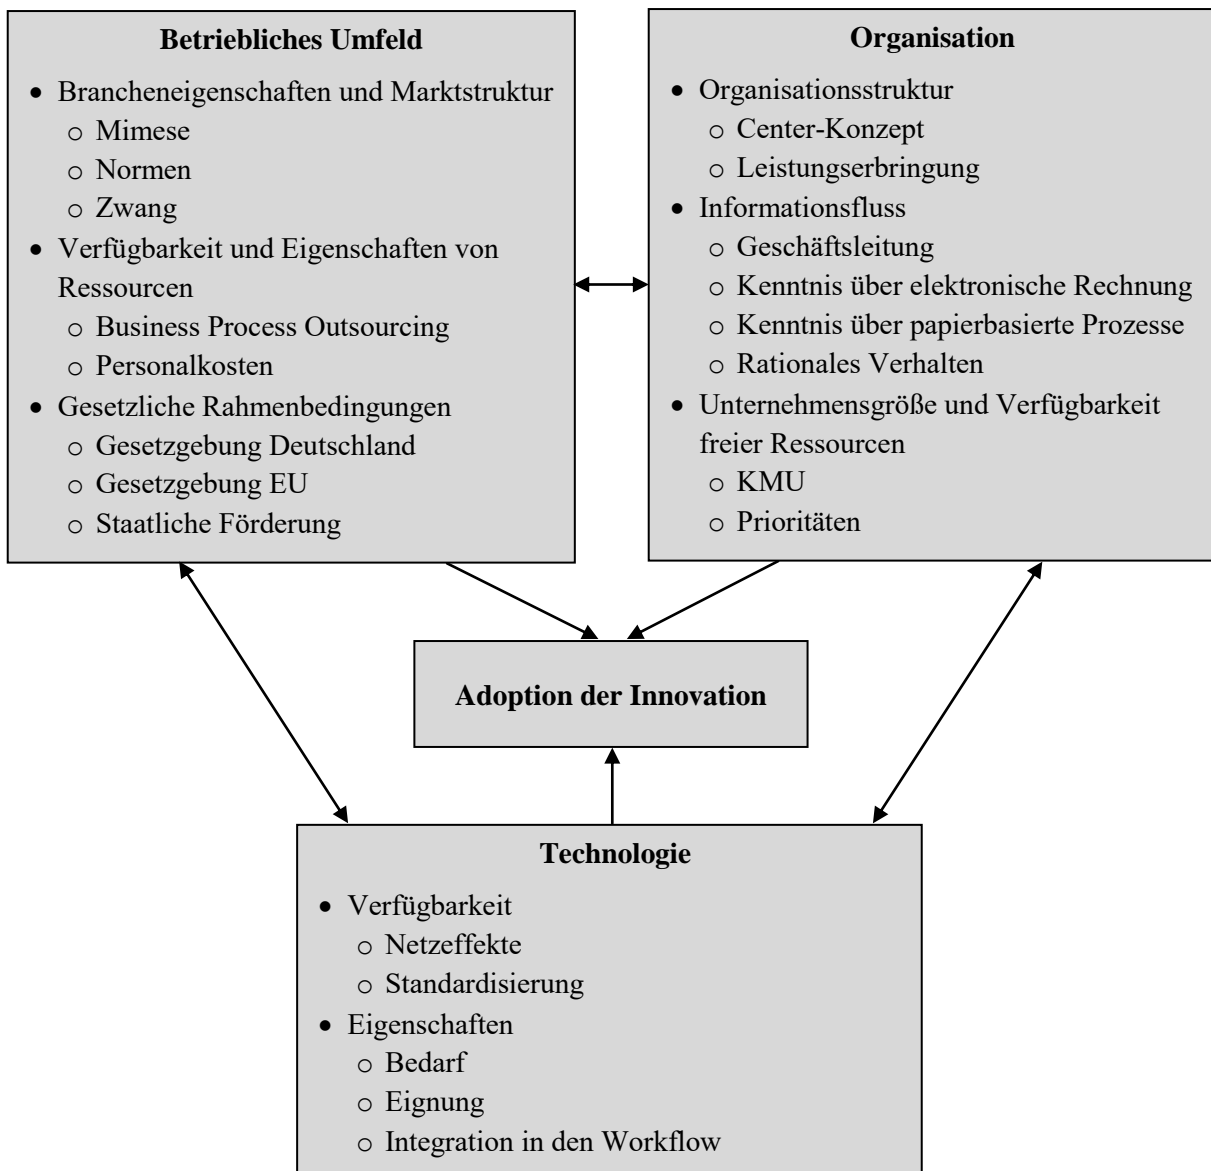 Betriebliches Umfeld
• Brancheneigenschaften und Marktstruktur
o Mimese
o Normen
o Zwang
• Verfügbarkeit und Eigenschaften von
Ressourcen
o Business Process Outsourcing
o Personalkosten
• Gesetzliche Rahmenbedingungen
o Gesetzgebung Deutschland
o Gesetzgebung EU
o Staatliche Förderung
Organisation
• Organisationsstruktur
o Center-Konzept
o Leistungserbringung
• Informationsfluss
o Geschäftsleitung
o Kenntnis über elektronische Rechnung
o Kenntnis über papierbasierte Prozesse
o Rationales Verhalten
• Unternehmensgröße und Verfügbarkeit
freier Ressourcen
o KMU
o Prioritäten
Adoption der Innovation
Technologie
• Verfügbarkeit
o Netzeffekte
o Standardisierung
• Eigenschaften
o Bedarf
o Eignung
o Integration in den Workflow